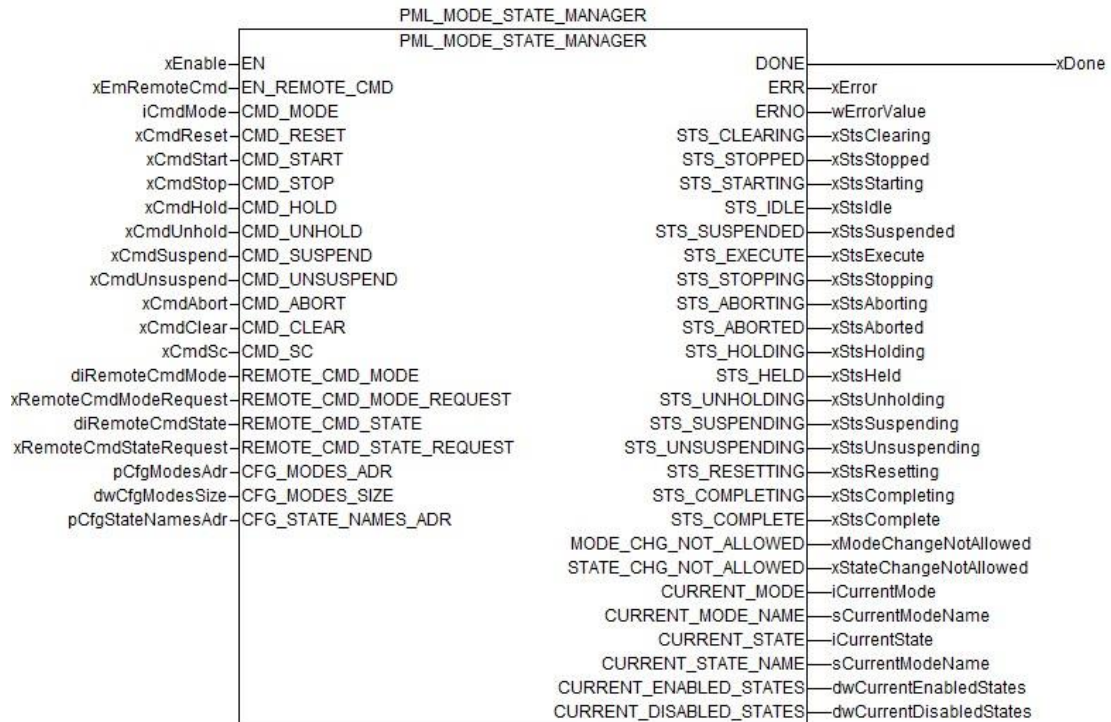 PML_MODE_STATE_MANAGER
PML_MODE_STATE_MANAGER
xEnable EN DONE xDone
xEmRemoteCmd EN_REMOTE_CMD ERR xError
iCmdMode CMD_MODE ERNO wErrorValue
xCmdReset CMD_RESET STS_CLEARING xStsClearing
xCmdStart CMD_START STS_STOPPED xStsStopped
xCmdStop CMD_STOP STS_STARTING xStsStarting
xCmdHold CMD_HOLD STS_IDLE xStsIdle
xCmdUnhold CMD_UNHOLD STS_SUSPENDED xStsSuspended
xCmdSuspend CMD_SUSPEND STS_EXECUTE xStsExecute
xCmdUnsuspend CMD_UNSUSPEND STS_STOPPING xStsStopping
xCmdAbort CMD_ABORT STS_ABORTING xStsAborting
xCmdClear CMD_CLEAR STS_ABORTED xStsAborted
xCmdSc CMD_SC STS_HOLDING xStsHolding
diRemoteCmdMode REMOTE_CMD_MODE STS_HELD xStsHeld
xRemoteCmdModeRequest REMOTE_CMD_MODE_REQUEST STS_UNHOLDING xStsUnholding
diRemoteCmdState REMOTE_CMD_STATE STS_SUSPENDING xStsSuspending
xRemoteCmdStateRequest REMOTE_CMD_STATE_REQUEST STS_UNSUSPENDING xStsUnsuspending
pCfgModesAdr CFG_MODES_ADR STS_RESETTING xStsResetting
dwCfgModesSize CFG_MODES_SIZE STS_COMPLETING xStsCompleting
pCfgStateNamesAdr CFG_STATE_NAMES_ADR STS_COMPLETE xStsComplete
MODE_CHG_NOT_ALLOWED xModeChangeNotAllowed
STATE_CHG_NOT_ALLOWED xStateChangeNotAllowed
CURRENT_MODE iCurrentMode
CURRENT_MODE_NAME sCurrentModeName
CURRENT_STATE iCurrentState
CURRENT_STATE_NAME sCurrentModeName
CURRENT_ENABLED_STATES dwCurrentEnabledStates
CURRENT_DISABLED_STATES dwCurrentDisabledStates